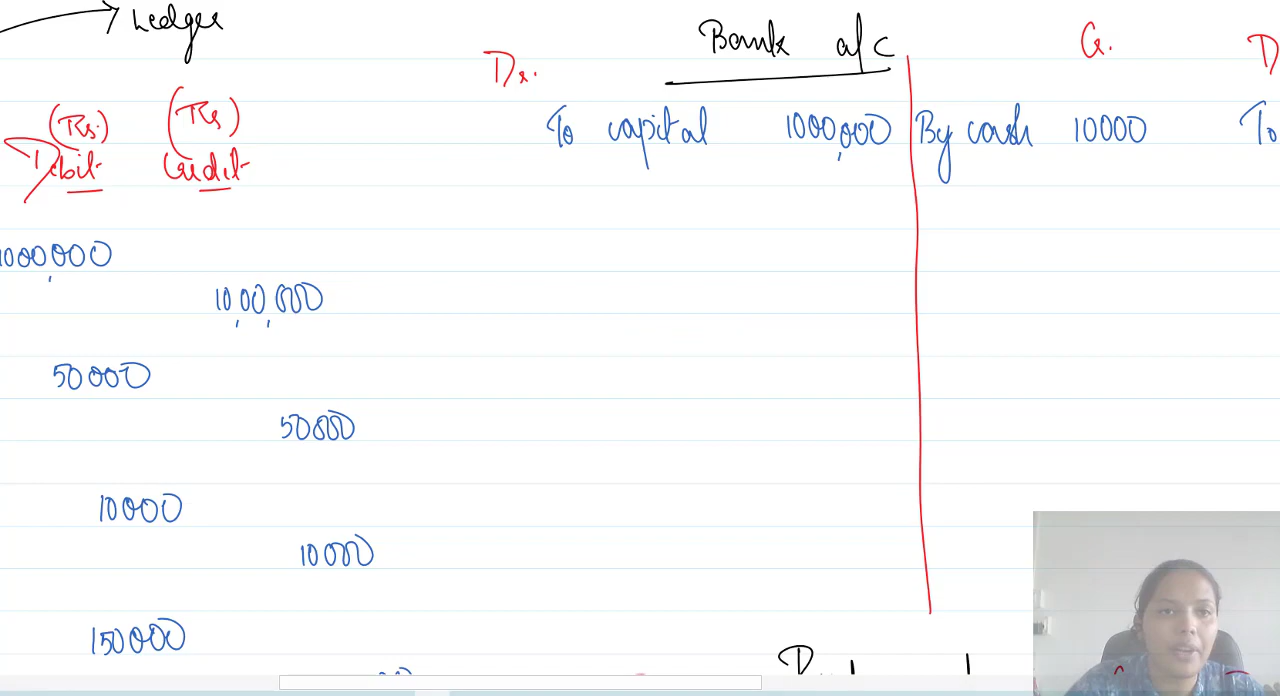 Ledger
Bank a/c
Dr.
Cr.
D
(Rs.) (Rs)
Debit Credit
To capital 1000,000 By cash 10000 To
1000,000
10,00,000
50000
50000
10000
10000
150000